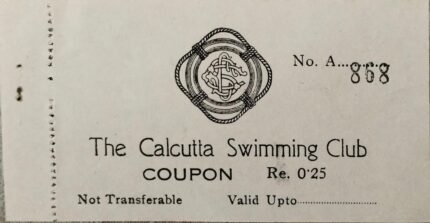 No. A..........868
The Calcutta Swimming Club
COUPON Re. 0'25
Not Transferable Valid Upto....................